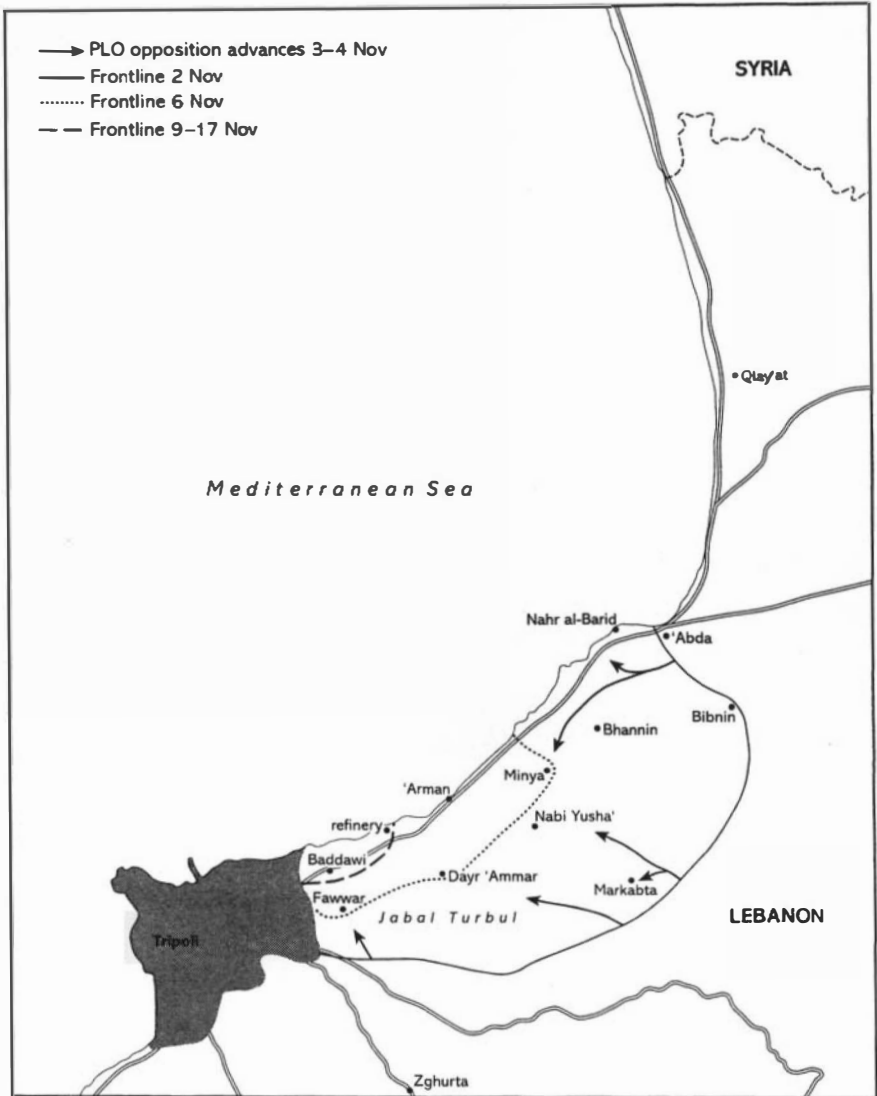 PLO opposition advances 3–4 Nov
Frontline 2 Nov
Frontline 6 Nov
Frontline 9–17 Nov
SYRIA
Qlay'at
Mediterranean Sea
Nahr al-Barid
'Abda
Bibnin
Bhannin
Minya
'Arman
refinery
Nabi Yusha'
Baddawi
Dayr 'Ammar
Markabta
Fawwar
Jabal Turbul
LEBANON
Tripoli
Zghurta